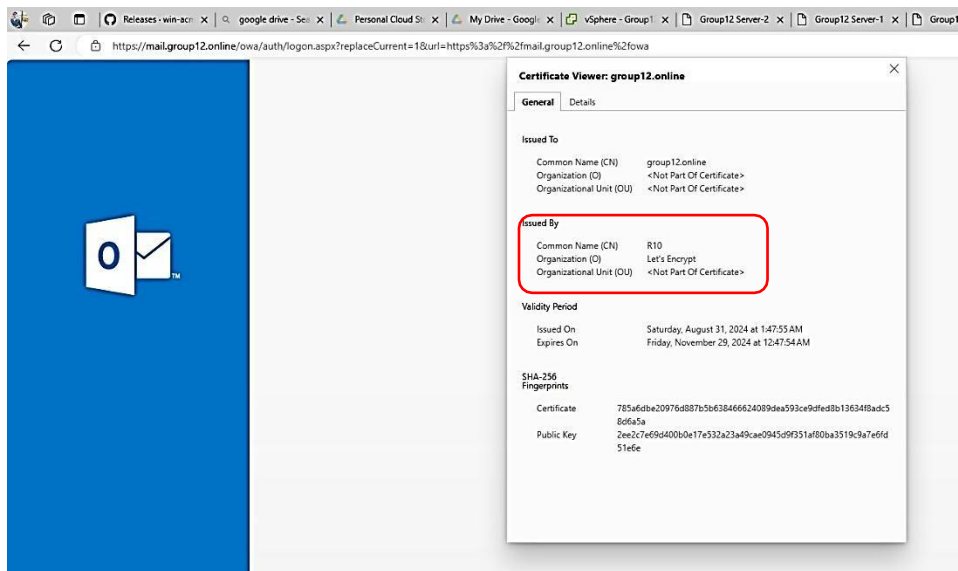 Releases - win-acm
google drive - Sea
Personal Cloud St
My Drive - Google
vSphere - Group1
Group12 Server-2
Group12 Server-1
Group1
https://mail.group12.online/owa/auth/logon.aspx?replaceCurrent=1&url=https%3a%2f%2fmail.group12.online%2fowa
Certificate Viewer: group12.online
General Details
Issued To
Common Name (CN) group12.online
Organization (O) <Not Part Of Certificate>
Organizational Unit (OU) <Not Part Of Certificate>
Issued By
Common Name (CN) R10
Organization (O) Let's Encrypt
Organizational Unit (OU) <Not Part Of Certificate>
Validity Period
Issued On Saturday, August 31, 2024 at 1:47:55 AM
Expires On Friday, November 29, 2024 at 12:47:54 AM
SHA-256
Fingerprints
Certificate 785a6dbe20976d887b5b638466624089dea593ce9dfed8b13634f8adc5
8d6a5a
Public Key 2ee2c7e69d400b0e17e532a23a49cae0945d9f351af80ba3519c9a7e6fd
51e6e
O
TM